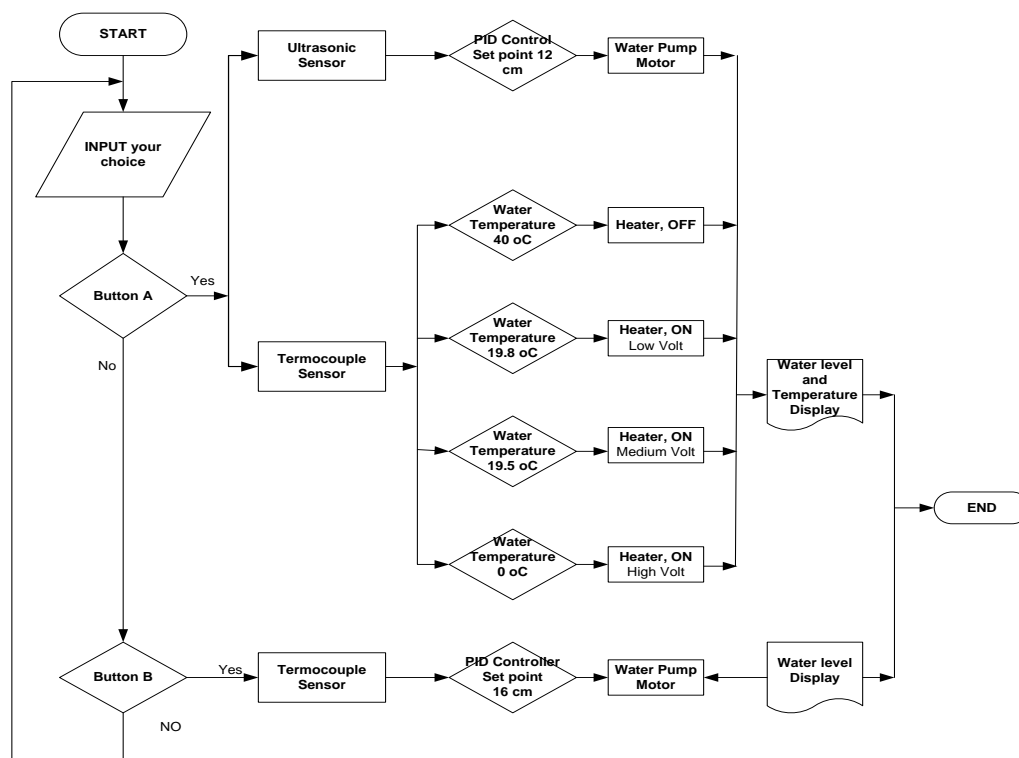 START
INPUT your
choice
Button A
Yes
No
Ultrasonic
Sensor
PID Control
Set point 12
cm
Water Pump
Motor
Termocouple
Sensor
Water
Temperature
40 oC
Heater, OFF
Water
Temperature
19.8 oC
Heater, ON
Low Volt
Water
Temperature
19.5 oC
Heater, ON
Medium Volt
Water
Temperature
0 oC
Heater, ON
High Volt
Water level
and
Temperature
Display
END
Button B
Yes
NO
Termocouple
Sensor
PID Controller
Set point
16 cm
Water Pump
Motor
Water level
Display